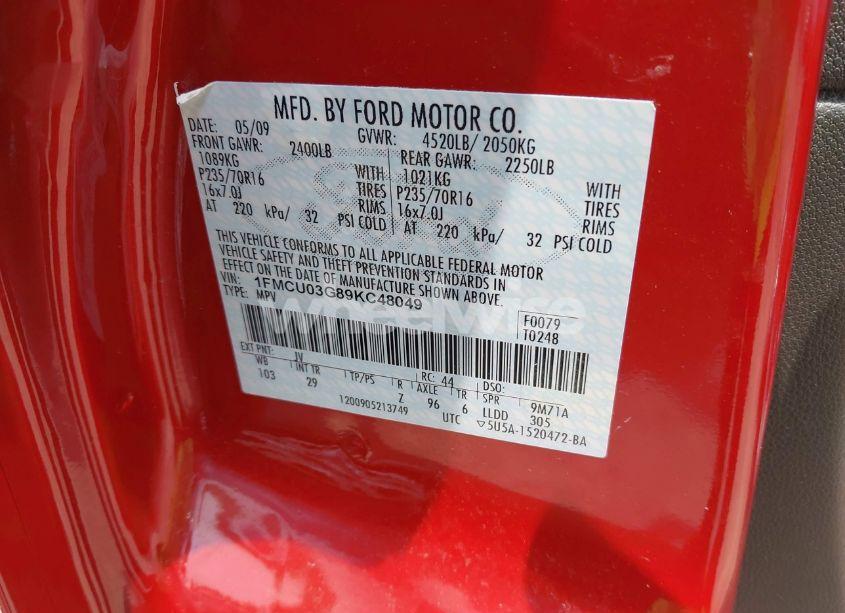 MFD. BY FORD MOTOR CO.
DATE: 05/09 GVWR: 4520LB/ 2050KG
FRONT GAWR: 2400LB REAR GAWR: 2250LB
1089KG WITH 1021KG WITH
P235/70R16 TIRES P235/70R16 TIRES
16x7.0J RIMS 16x7.0J RIMS
AT 220 kPa/ 32 PSI COLD AT 220 kPa/ 32 PSI COLD
THIS VEHICLE CONFORMS TO ALL APPLICABLE FEDERAL MOTOR
VEHICLE SAFETY AND THEFT PREVENTION STANDARDS IN
EFFECT ON THE DATE OF MANUFACTURE SHOWN ABOVE.
VIN: 1FMCU03G89KC48049
TYPE: MPV
F0079
T0248
wheelwise
EXT PNT: JV RC: 44 DSO:
WB INT TR TP/PS R AXLE TR SPR 9M71A
103 29 Z 96 6 LLDD 305
1200905213749 UTC ▽5U5A-1520472-BA